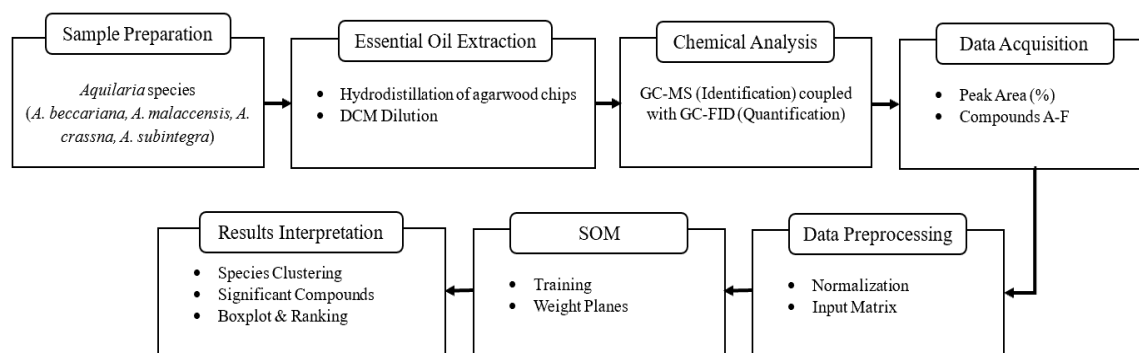 Sample Preparation
Aquilaria species
(A. beccariana, A. malaccensis, A.
crassna, A. subintegra)
Essential Oil Extraction
• Hydrodistillation of agarwood chips
• DCM Dilution
Chemical Analysis
GC-MS (Identification) coupled
with GC-FID (Quantification)
Data Acquisition
• Peak Area (%)
• Compounds A-F
Data Preprocessing
• Normalization
• Input Matrix
SOM
• Training
• Weight Planes
Results Interpretation
• Species Clustering
• Significant Compounds
• Boxplot & Ranking